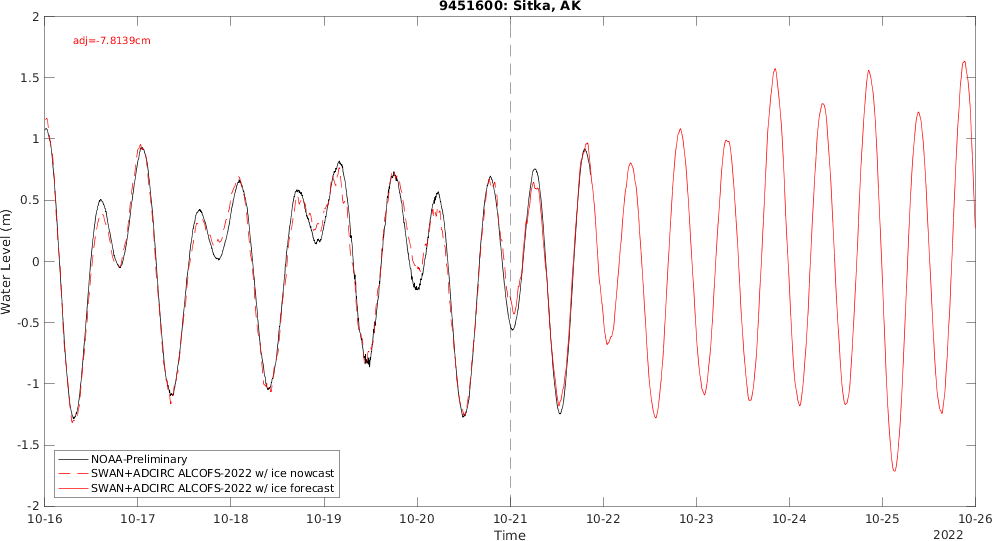 9451600: Sitka, AK
adj=-7.8139cm
2
1.5
1
0.5
0
-0.5
-1
-1.5
-2
Water Level (m)
NOAA-Preliminary
SWAN+ADCIRC ALCOFS-2022 w/ ice nowcast
SWAN+ADCIRC ALCOFS-2022 w/ ice forecast
10-16 10-17 10-18 10-19 10-20 10-21 10-22 10-23 10-24 10-25 10-26
Time
2022